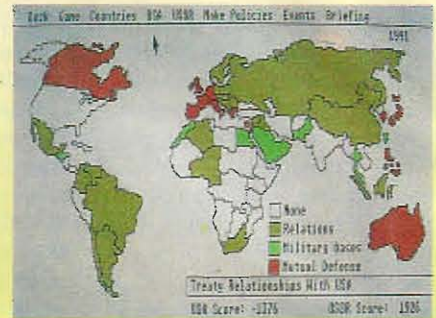 Desk Game Countries USA USSR Make Policies Events Briefing
1991
None
Relations
Military Bases
Mutual Defense
Treaty Relationships With USA
USA Score: -1376 USSR Score: 1926